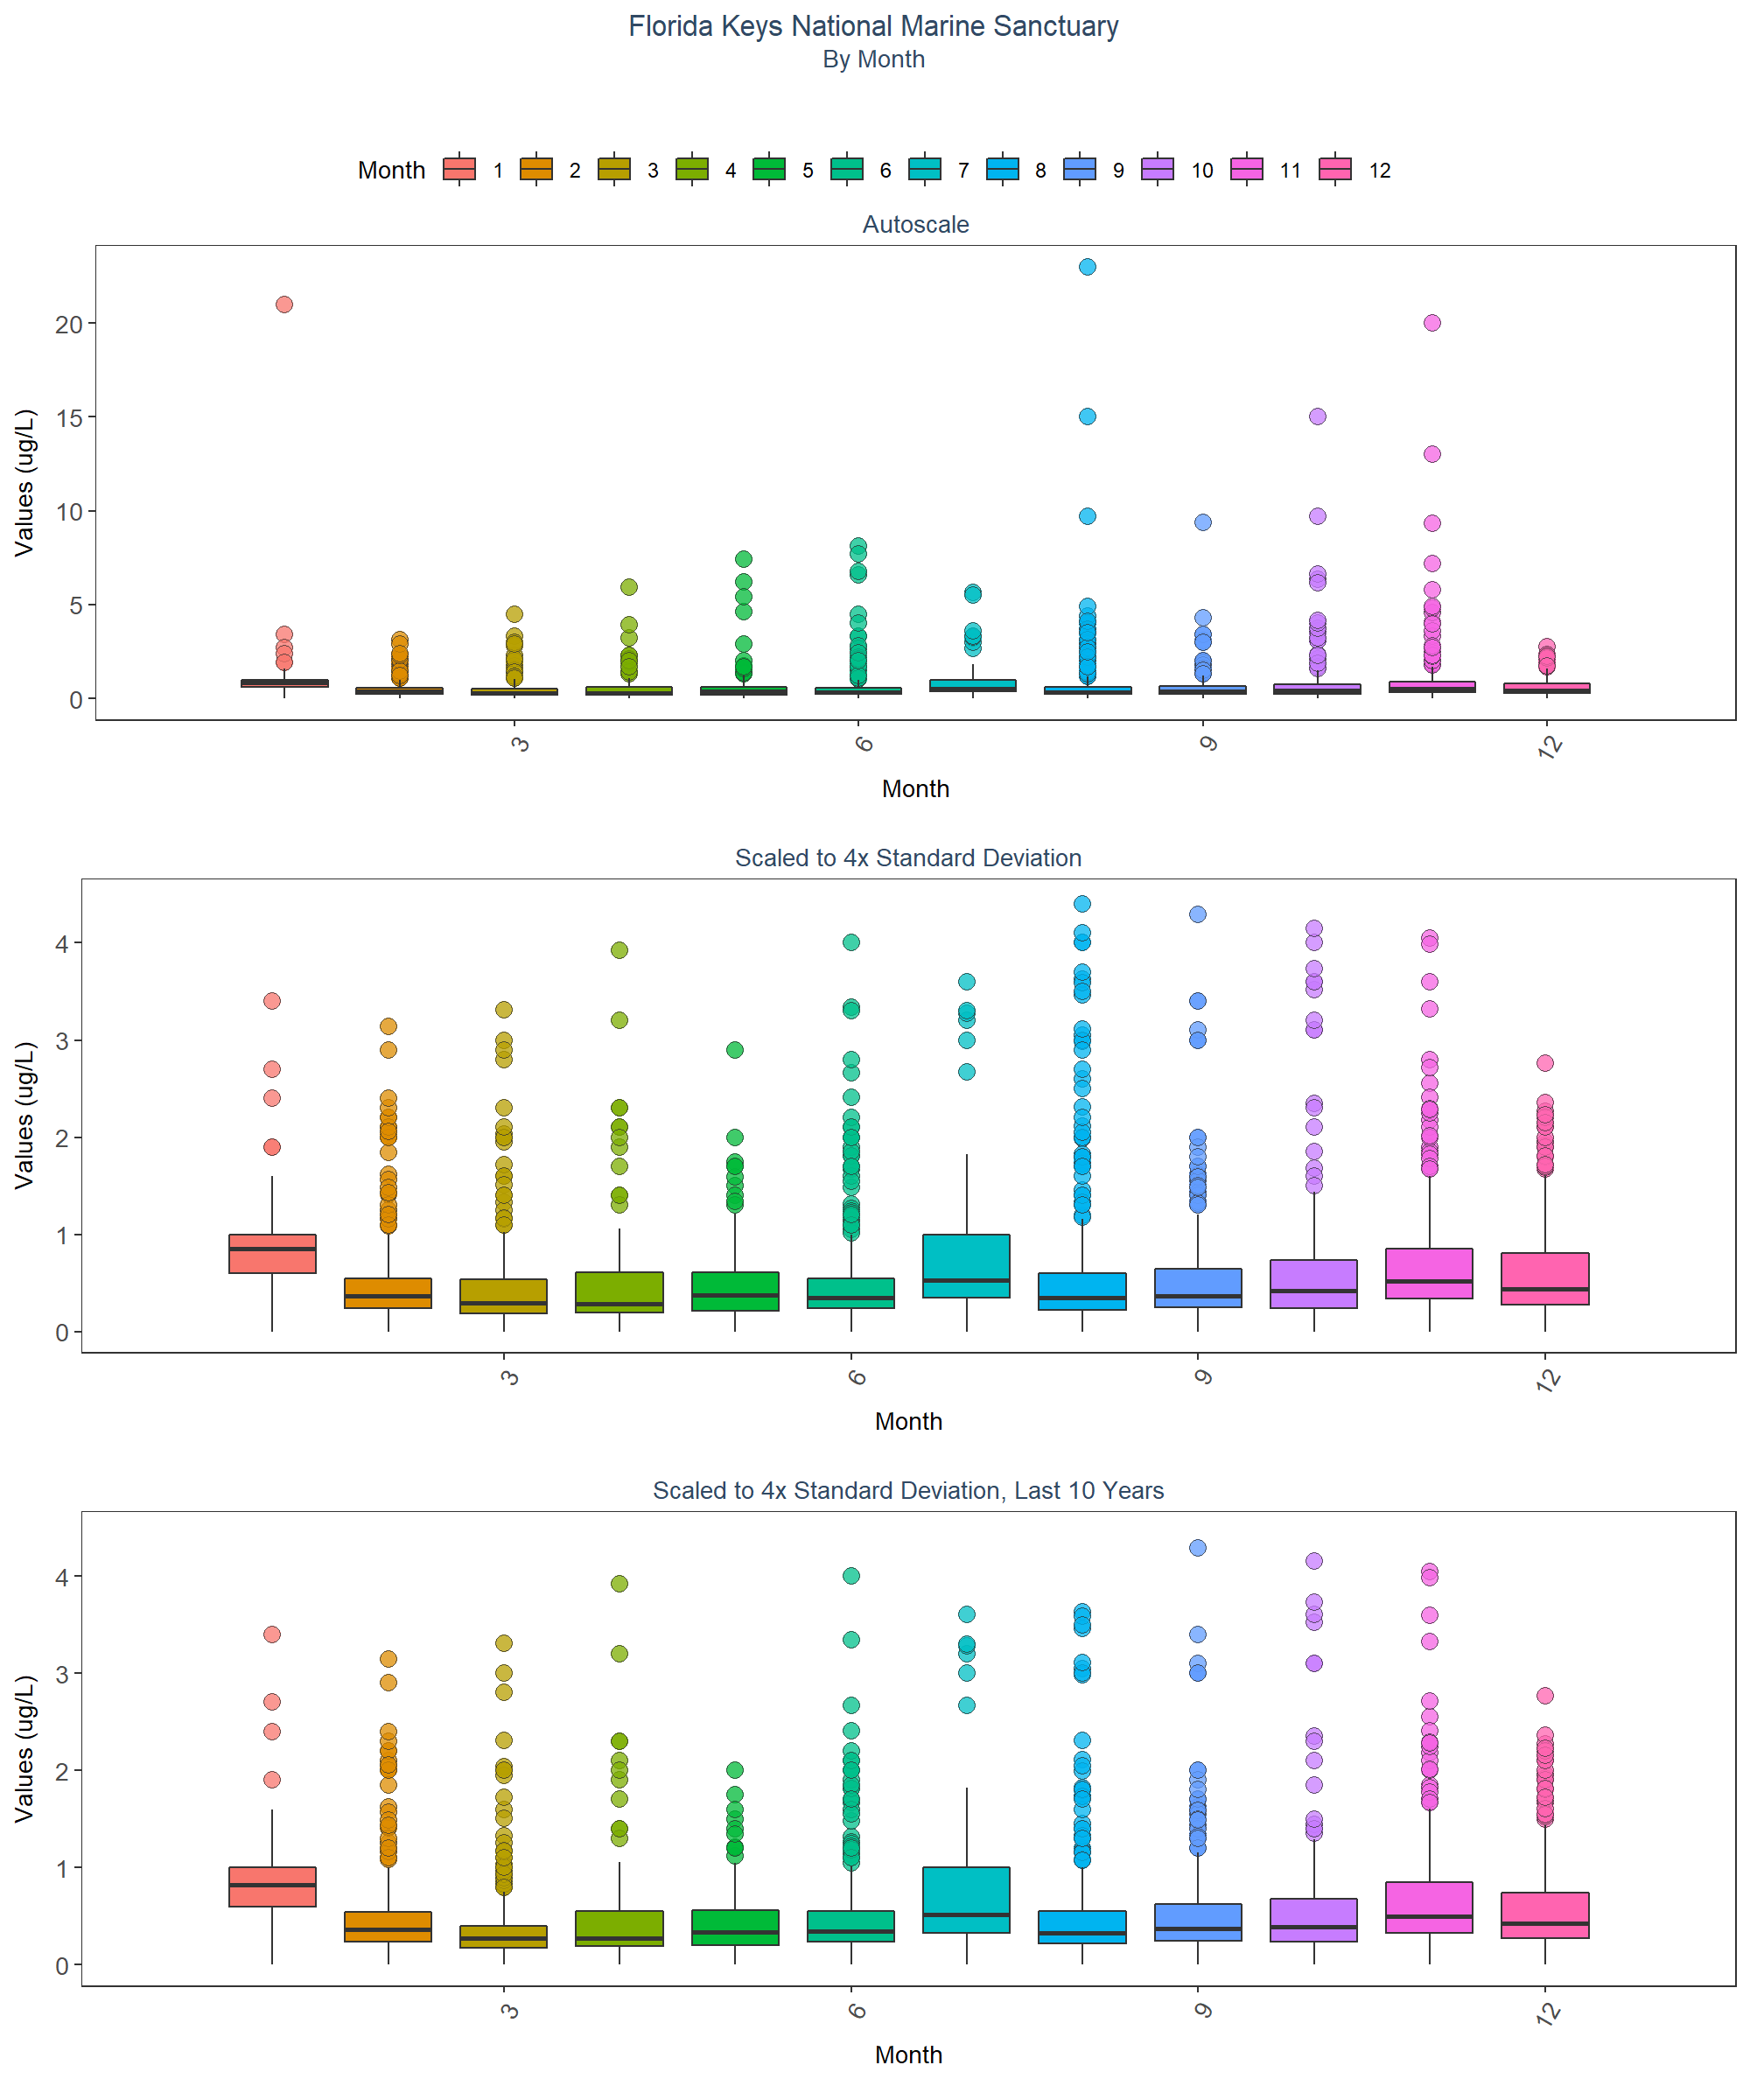 Florida Keys National Marine Sanctuary
By Month
Month 1 2 3 4 5 6 7 8 9 10 11 12
Autoscale
Values (ug/L)
20
15
10
5
0
3 6 9 12
Month
Scaled to 4x Standard Deviation
Values (ug/L)
4
3
2
1
0
3 6 9 12
Month
Scaled to 4x Standard Deviation, Last 10 Years
Values (ug/L)
4
3
2
1
0
3 6 9 12
Month